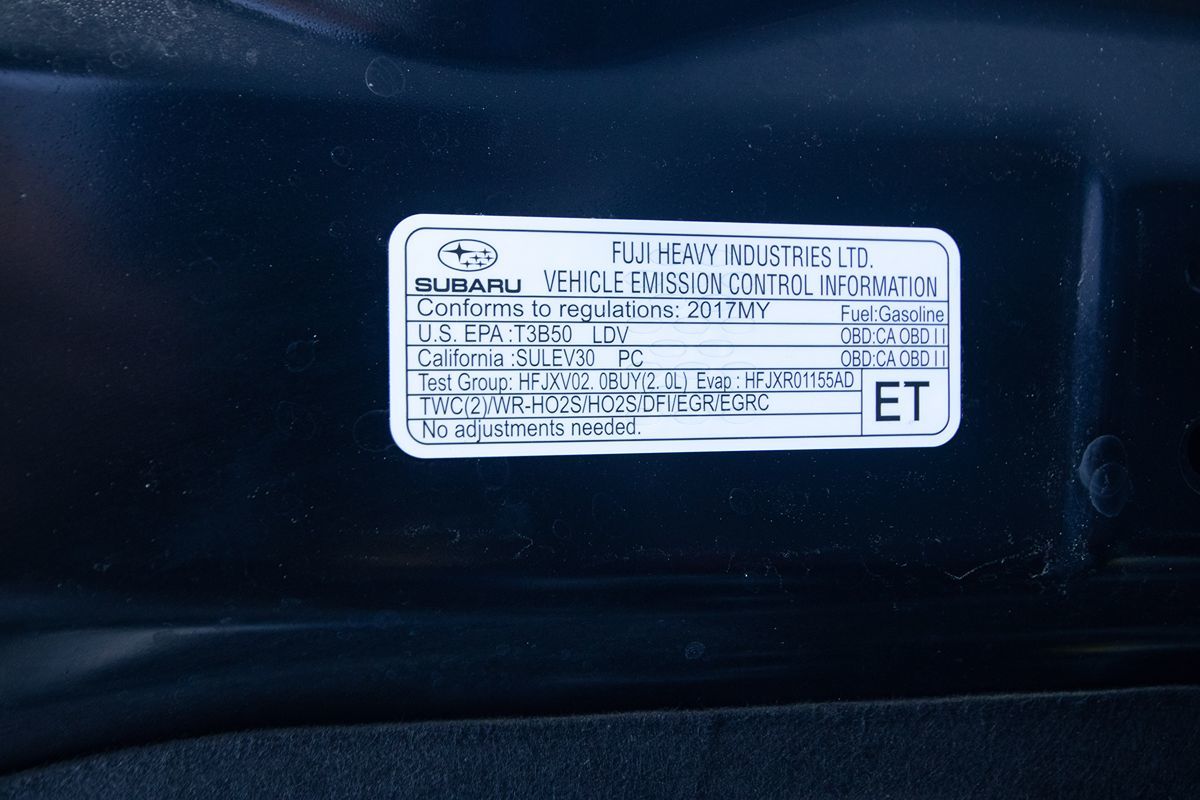 SUBARU
FUJI HEAVY INDUSTRIES LTD.
VEHICLE EMISSION CONTROL INFORMATION
Conforms to regulations: 2017MY Fuel:Gasoline
U.S. EPA :T3B50 LDV OBD:CA OBD II
California :SULEV30 PC OBD:CA OBD II
Test Group: HFJXV02. 0BUY(2. 0L) Evap : HFJXR01155AD
TWC(2)/WR-HO2S/HO2S/DFI/EGR/EGRC
No adjustments needed.
ET